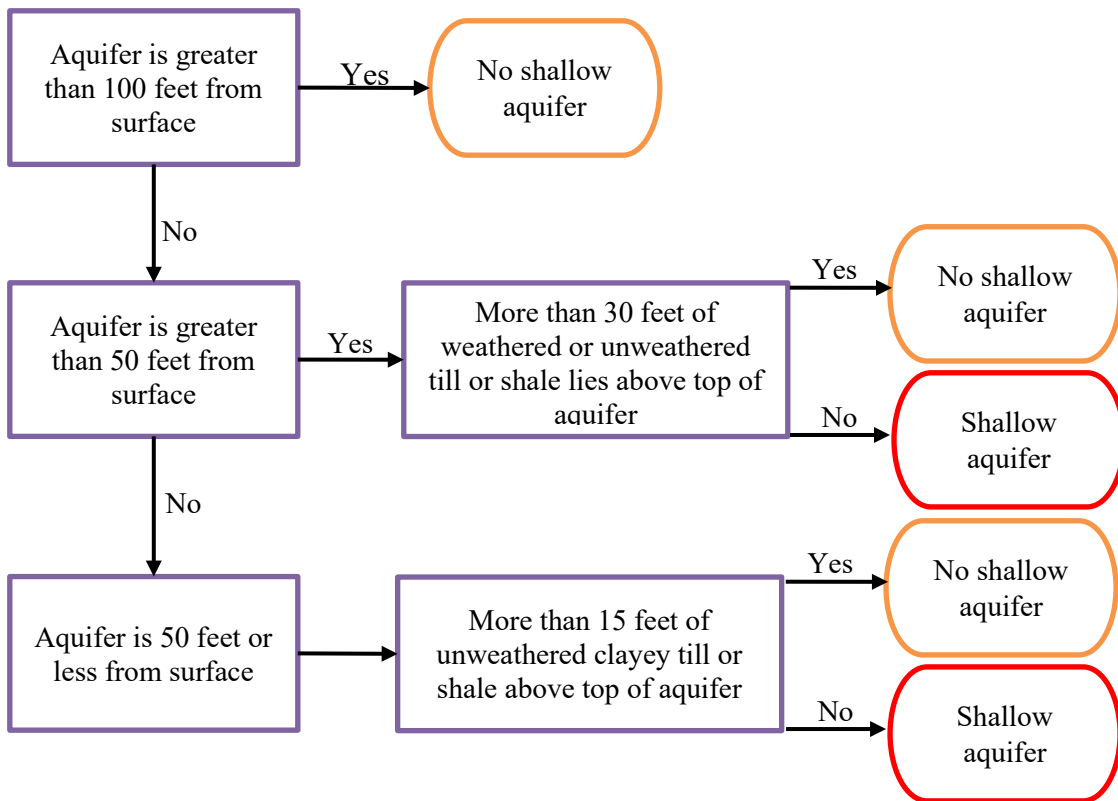 Aquifer is greater
than 100 feet from
surface
Yes
No shallow
aquifer
No
Aquifer is greater
than 50 feet from
surface
Yes
More than 30 feet of
weathered or unweathered
till or shale lies above top of
aquifer
Yes
No shallow
aquifer
No
Shallow
aquifer
No
Aquifer is 50 feet or
less from surface
More than 15 feet of
unweathered clayey till or
shale above top of aquifer
Yes
No shallow
aquifer
No
Shallow
aquifer